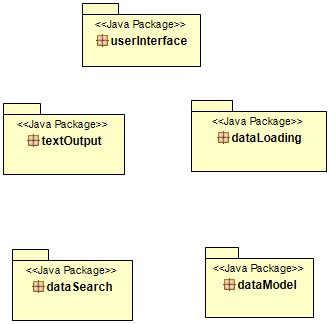 <<Java Package>>
userInterface
<<Java Package>>
textOutput
<<Java Package>>
dataLoading
<<Java Package>>
dataSearch
<<Java Package>>
dataModel